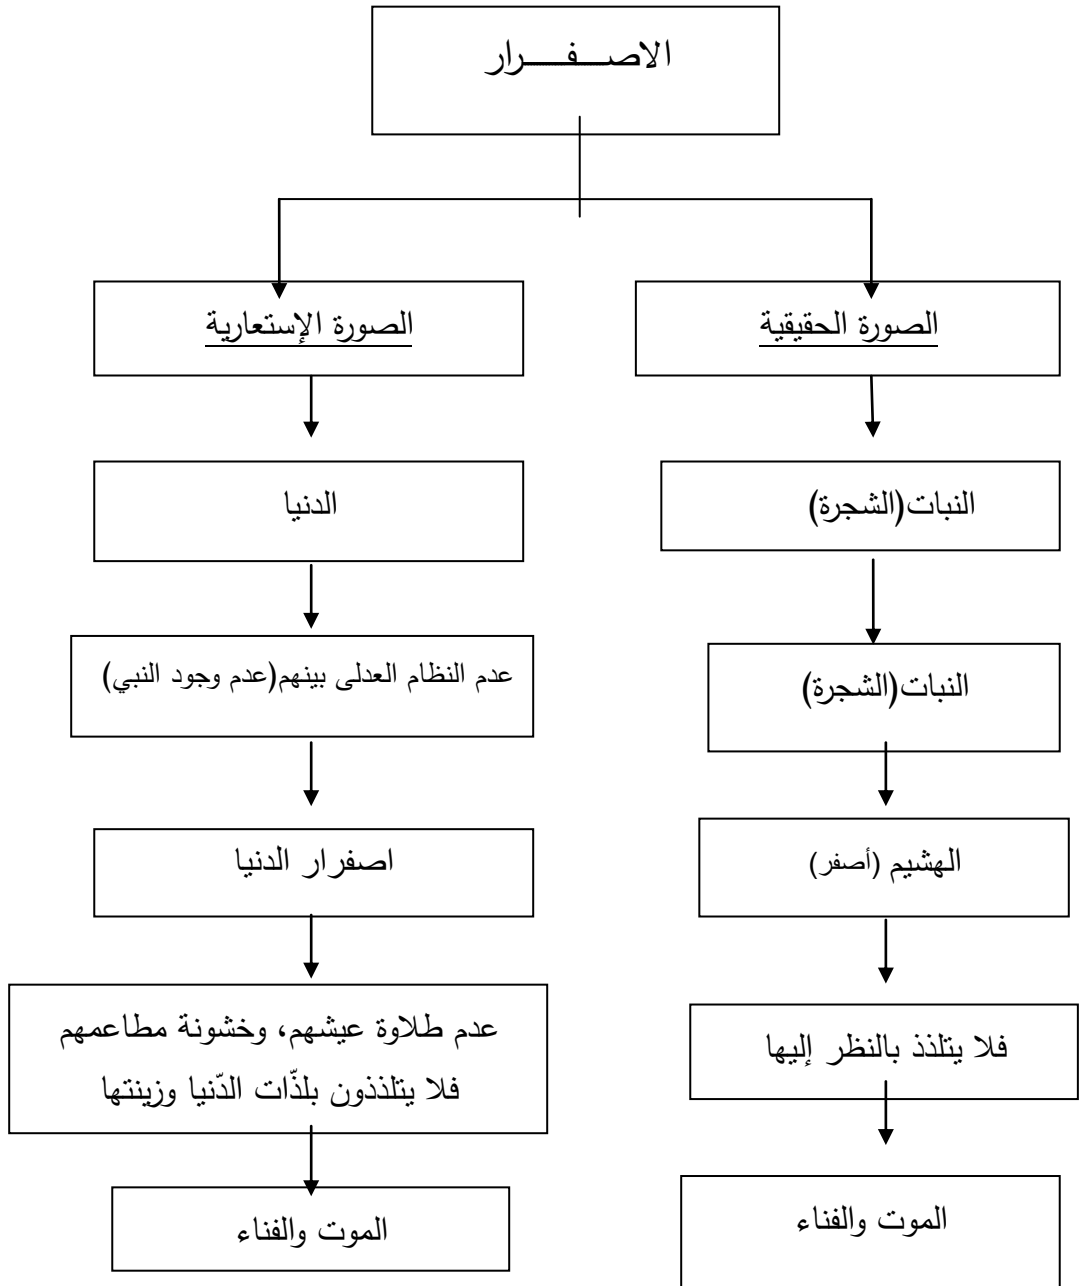 الاصفرار
الصورة الحقيقية
الصورة الإستعارية
النبات(الشجرة)
الدنيا
النبات(الشجرة)
عدم النظام العدلى بينهم(عدم وجود النبي)
الهشيم (أصفر)
اصفرار الدنيا
فلا يتلذذ بالنظر إليها
عدم طلاوة عيشهم، وخشونة مطاعمهم
فلا يتلذذون بلذّات الدّنيا وزينتها
الموت والفناء
الموت والفناء